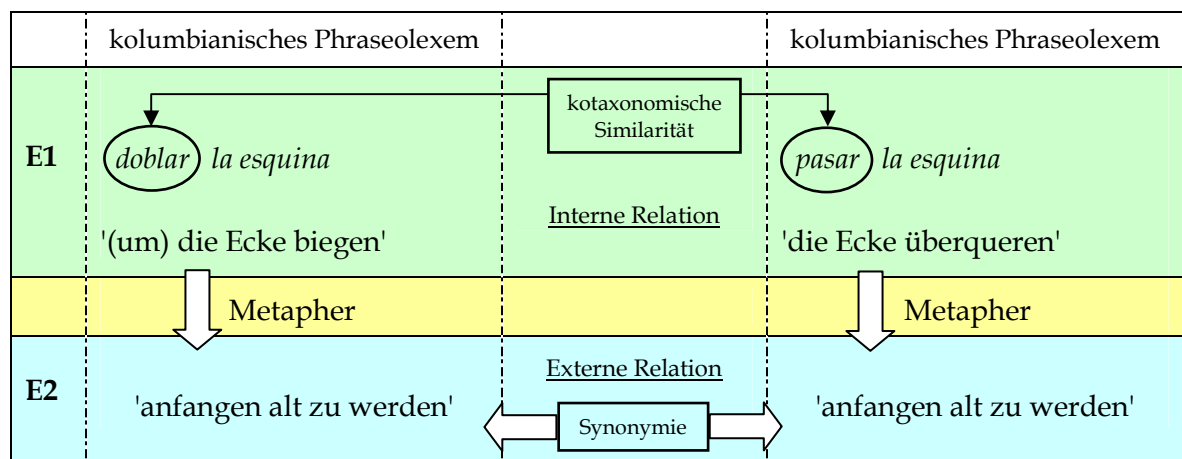 kolumbianisches Phraseolexem kolumbianisches Phraseolexem
kotaxonomische
Similarität
E1
doblar la esquina
pasar la esquina
Interne Relation
'(um) die Ecke biegen'
'die Ecke überqueren'
Metapher Metapher
Externe Relation
E2
'anfangen alt zu werden'
'anfangen alt zu werden'
Synonymie